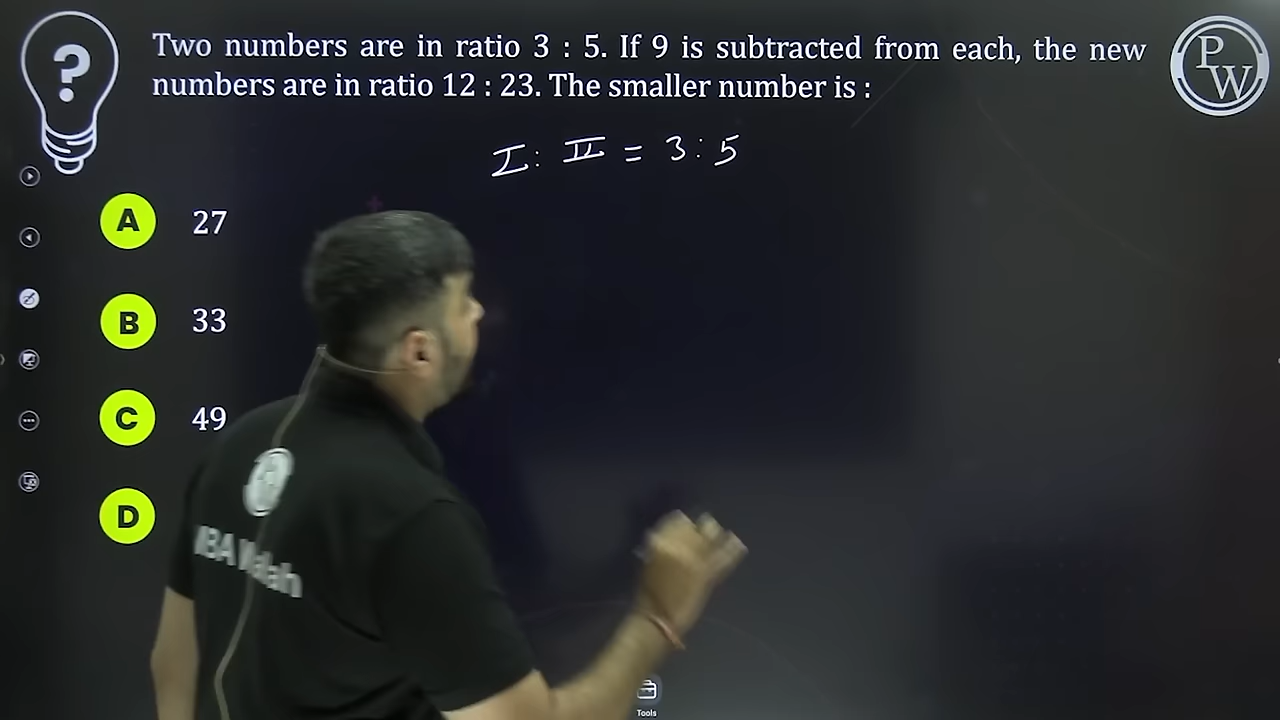 Two numbers are in ratio 3 : 5. If 9 is subtracted from each, the new
numbers are in ratio 12 : 23. The smaller number is :
P
W
I : II = 3 : 5
A 27
B 33
C 49
D
Tools